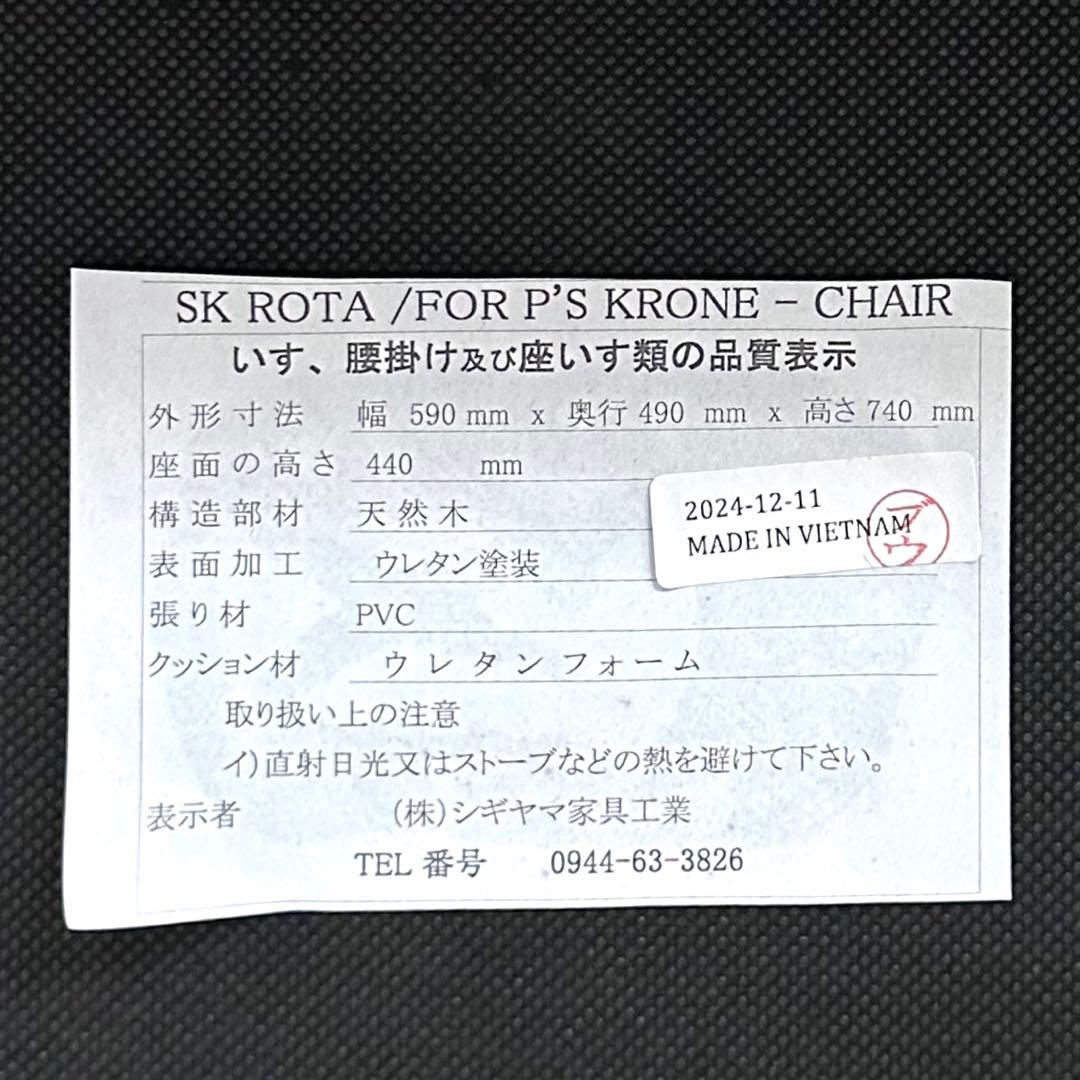 SK ROTA /FOR P'S KRONE – CHAIR
いす、腰掛け及び座いす類の品質表示
外形寸法 幅 590 mm x 奥行 490 mm x 高さ 740 mm
座面の高さ 440 mm
構造部材 天然木
2024-12-11
MADE IN VIETNAM
表面加工 ウレタン塗装
張り材 PVC
クッション材 ウレタンフォーム
取り扱い上の注意
イ)直射日光又はストーブなどの熱を避けて下さい。
表示者 (株)シギヤマ家具工業
TEL 番号 0944-63-3826